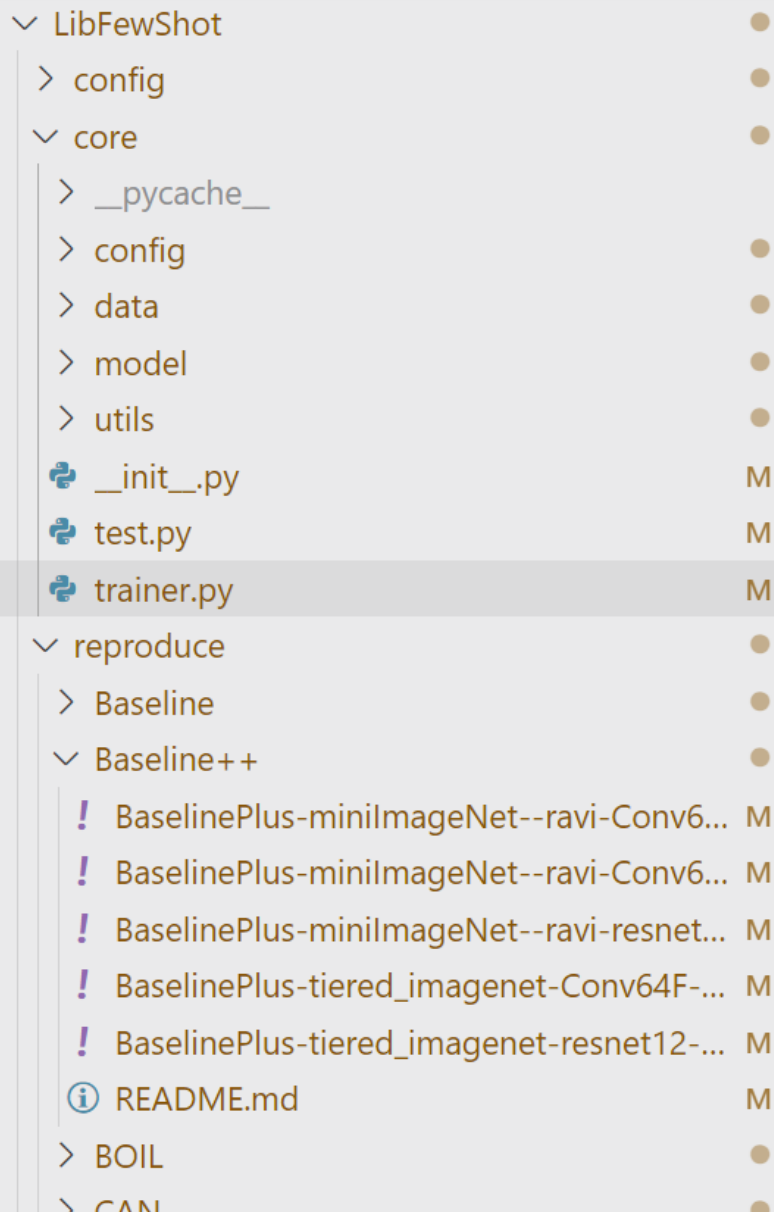 LibFewShot
config
core
__pycache__
config
data
model
utils
__init__.py M
test.py M
trainer.py M
reproduce
Baseline
Baseline++
! BaselinePlus-miniImageNet--ravi-Conv6... M
! BaselinePlus-miniImageNet--ravi-Conv6... M
! BaselinePlus-miniImageNet--ravi-resnet... M
! BaselinePlus-tiered_imagenet-Conv64F-... M
! BaselinePlus-tiered_imagenet-resnet12-... M
README.md M
BOIL
CAN